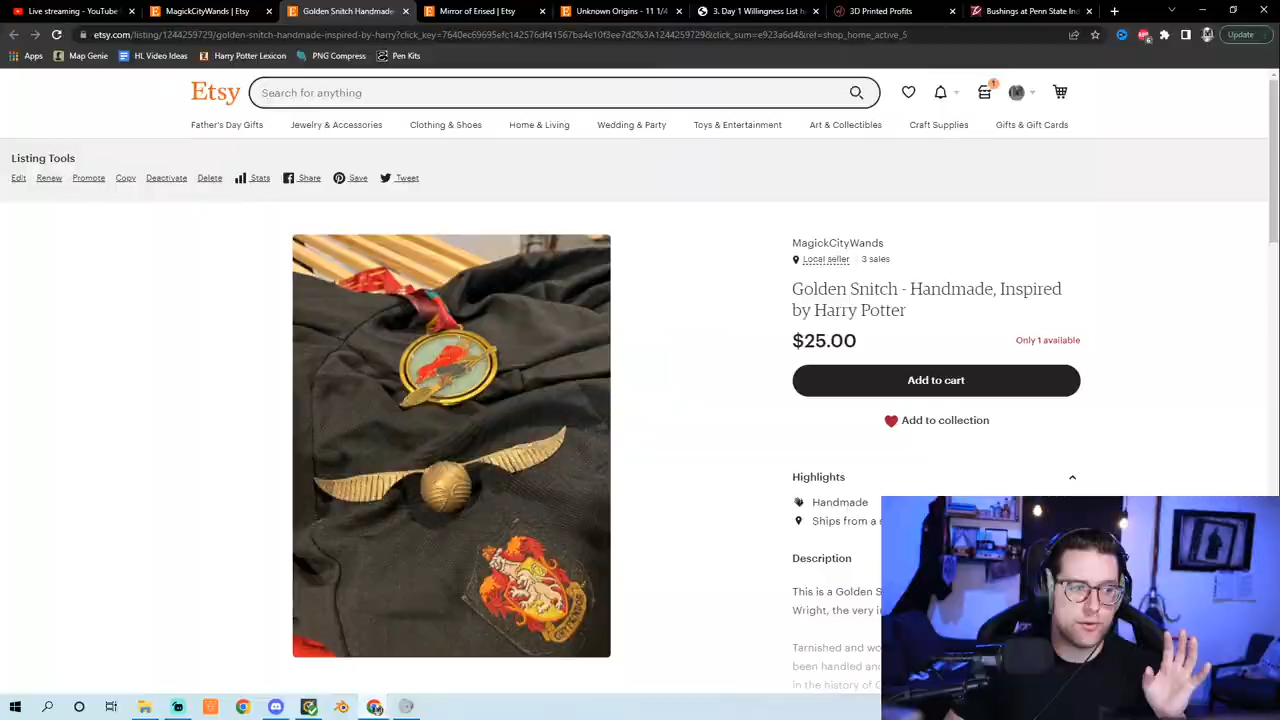 Live streaming - YouTube
MagickCityWands | Etsy
Golden Snitch Handmade
Mirror of Erised | Etsy
Unknown Origins - 11 1/4
3. Day 1 Willingness List
3D Printed Profits
Bushings at Penn State Ind
etsy.com/listing/1244259729/golden-snitch-handmade-inspired-by-harry?click_key=7640ec69695efc142576df41567ba4e10f3ee7d2%3A1244259729&click_sum=e923a6d4&ref=shop_home_active_5
Update
Apps
Map Genie
HL Video Ideas
Harry Potter Lexicon
PNG Compress
Pen Kits
Etsy
Search for anything
1
Father's Day Gifts
Jewelry & Accessories
Clothing & Shoes
Home & Living
Wedding & Party
Toys & Entertainment
Art & Collectibles
Craft Supplies
Gifts & Gift Cards
Listing Tools
Edit
Renew
Promote
Copy
Deactivate
Delete
Stats
Share
Save
Tweet
MagickCityWands
Local seller | 3 sales
Golden Snitch - Handmade, Inspired
by Harry Potter
$25.00
Only 1 available
Add to cart
Add to collection
Highlights
Handmade
Ships from a
Description
This is a Golden S
Wright, the very
Tarnished and wo
been handled and
in the history of